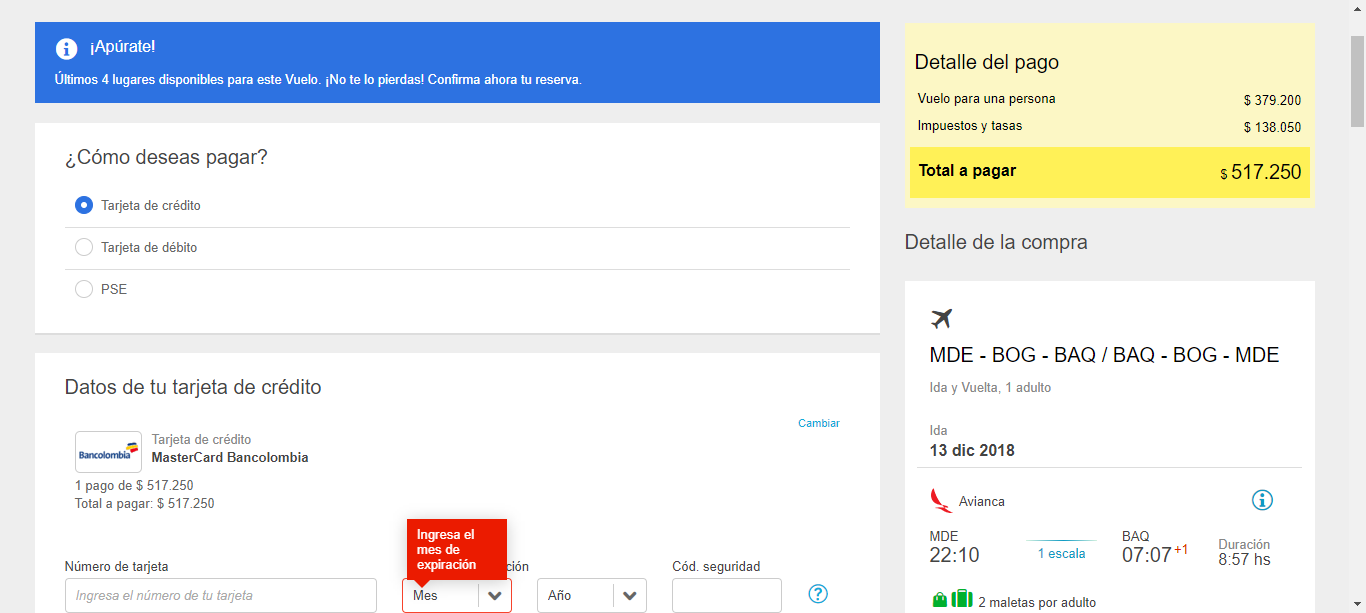 ¡Apúrate!
Últimos 4 lugares disponibles para este Vuelo. ¡No te lo pierdas! Confirma ahora tu reserva.
¿Cómo deseas pagar?
Tarjeta de crédito
Tarjeta de débito
PSE
Datos de tu tarjeta de crédito
Cambiar
Bancolombia
Tarjeta de crédito
MasterCard Bancolombia
1 pago de $ 517.250
Total a pagar: $ 517.250
Ingresa el
mes de
expiración
Número de tarjeta
ción
Cód. seguridad
Ingresa el número de tu tarjeta
Mes
Año
?
Detalle del pago
Vuelo para una persona $ 379.200
Impuestos y tasas $ 138.050
Total a pagar $ 517.250
Detalle de la compra
MDE - BOG - BAQ / BAQ - BOG - MDE
Ida y Vuelta, 1 adulto
Ida
13 dic 2018
Avianca
MDE
22:10
1 escala
BAQ
07:07 +1
Duración
8:57 hs
2 maletas por adulto